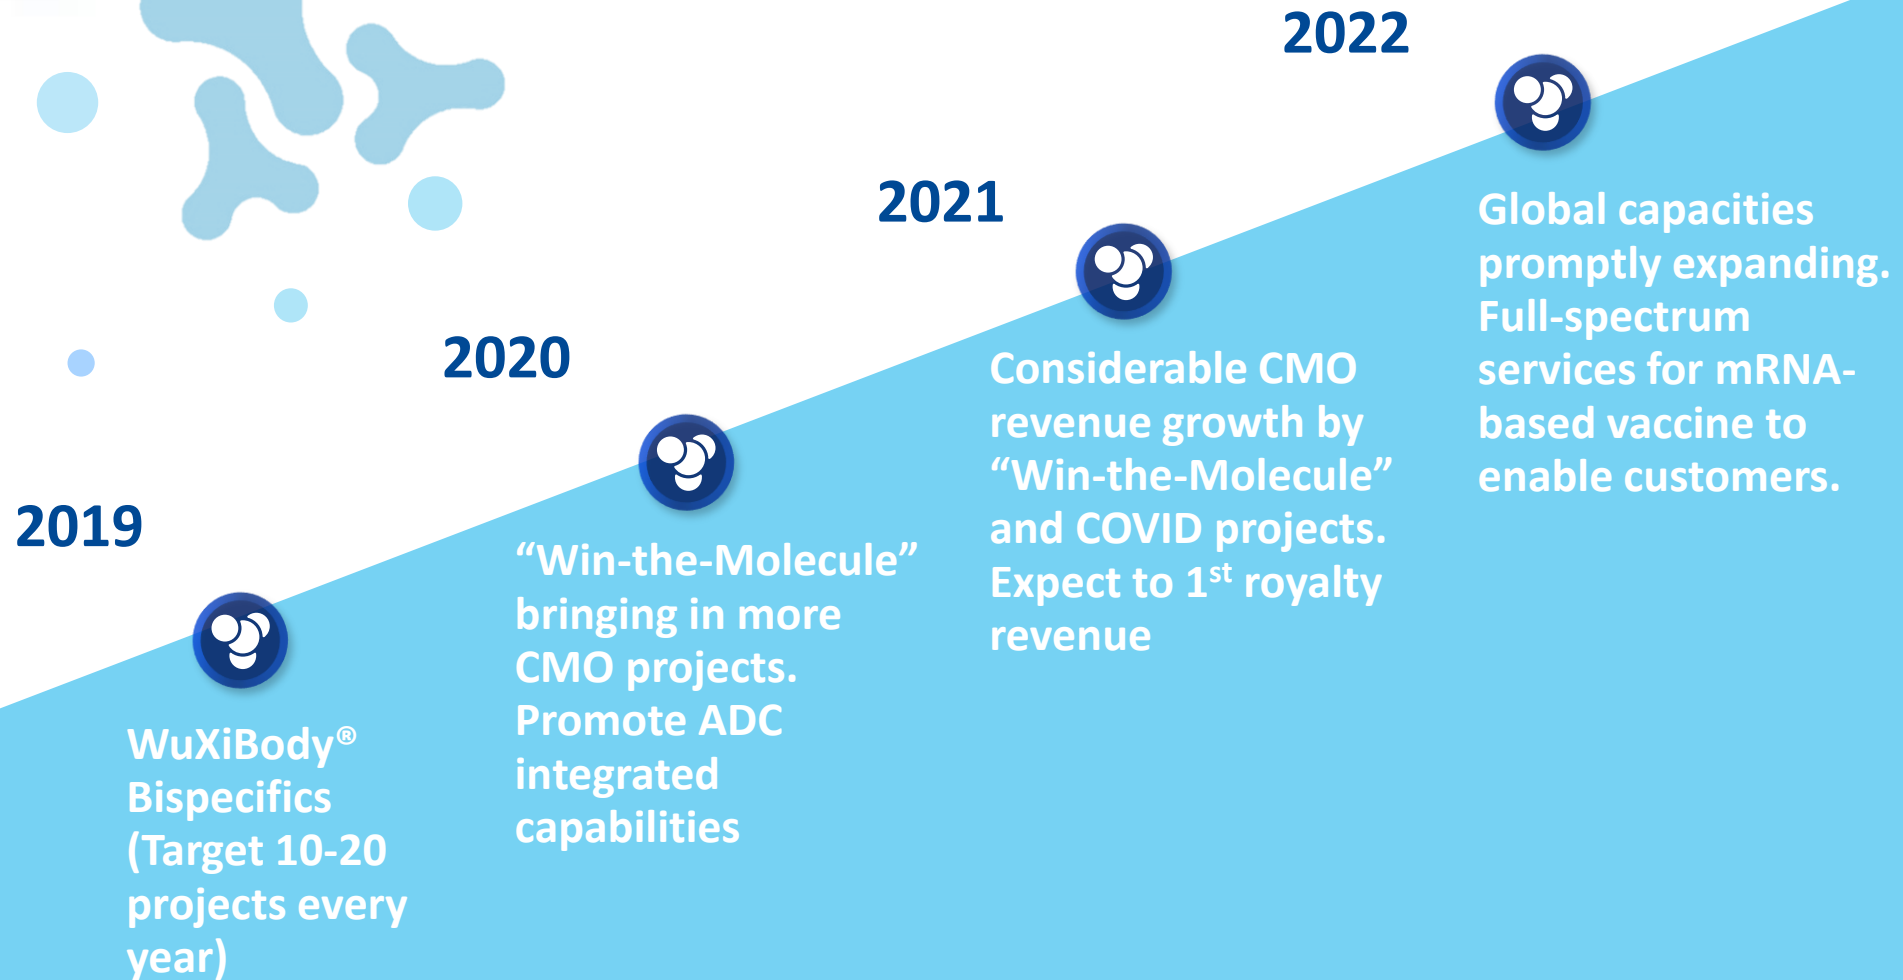 2019
WuXiBody®
Bispecifics
(Target 10-20
projects every
year)
2020
“Win-the-Molecule”
bringing in more
CMO projects.
Promote ADC
integrated
capabilities
2021
Considerable CMO
revenue growth by
“Win-the-Molecule”
and COVID projects.
Expect to 1st royalty
revenue
2022
Global capacities
promptly expanding.
Full-spectrum
services for mRNA-
based vaccine to
enable customers.